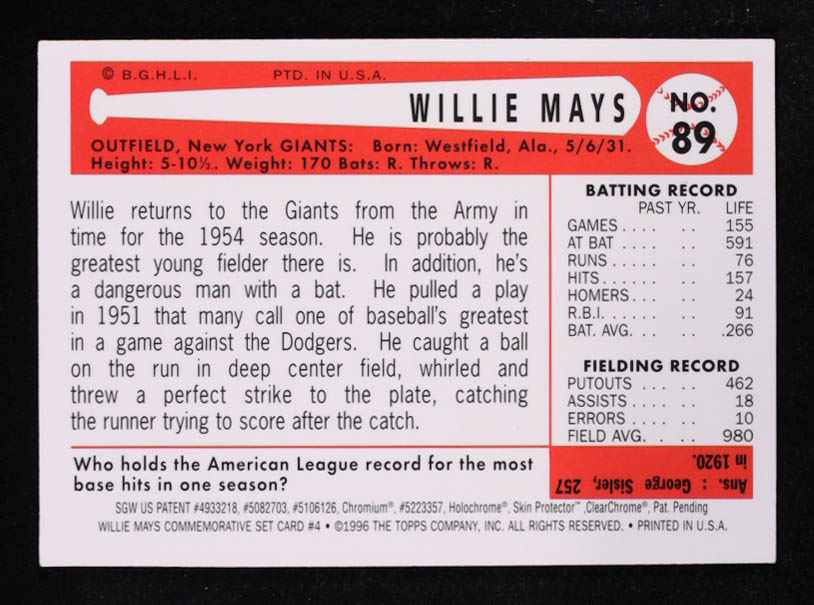 © B.G.H.L.I. PTD. IN U.S.A.
WILLIE MAYS
NO.
89
OUTFIELD, New York GIANTS: Born: Westfield, Ala., 5/6/31.
Height: 5-10½. Weight: 170 Bats: R. Throws: R.
Willie returns to the Giants from the Army in
time for the 1954 season. He is probably the
greatest young fielder there is. In addition, he's
a dangerous man with a bat. He pulled a play
in 1951 that many call one of baseball's greatest
in a game against the Dodgers. He caught a ball
on the run in deep center field, whirled and
threw a perfect strike to the plate, catching
the runner trying to score after the catch.
BATTING RECORD
PAST YR. LIFE
GAMES . . . . . . 155
AT BAT . . . . . . 591
RUNS . . . . . . . 76
HITS . . . . . . . 157
HOMERS . . . . . 24
R.B.I. . . . . . . 91
BAT. AVG. . . . . .266
FIELDING RECORD
PUTOUTS . . . . . 462
ASSISTS . . . . . . 18
ERRORS . . . . . . 10
FIELD AVG. . . . 980
Who holds the American League record for the most
base hits in one season?
Ans. : George Sisler, 257
in 1920.
SGW US PATENT #4933218, #5082703, #5106126, Chromium®, #5223357, Holochrome®, Skin Protector™, ClearChrome®, Pat. Pending
WILLIE MAYS COMMEMORATIVE SET CARD #4 • ©1996 THE TOPPS COMPANY, INC. ALL RIGHTS RESERVED. • PRINTED IN U.S.A.